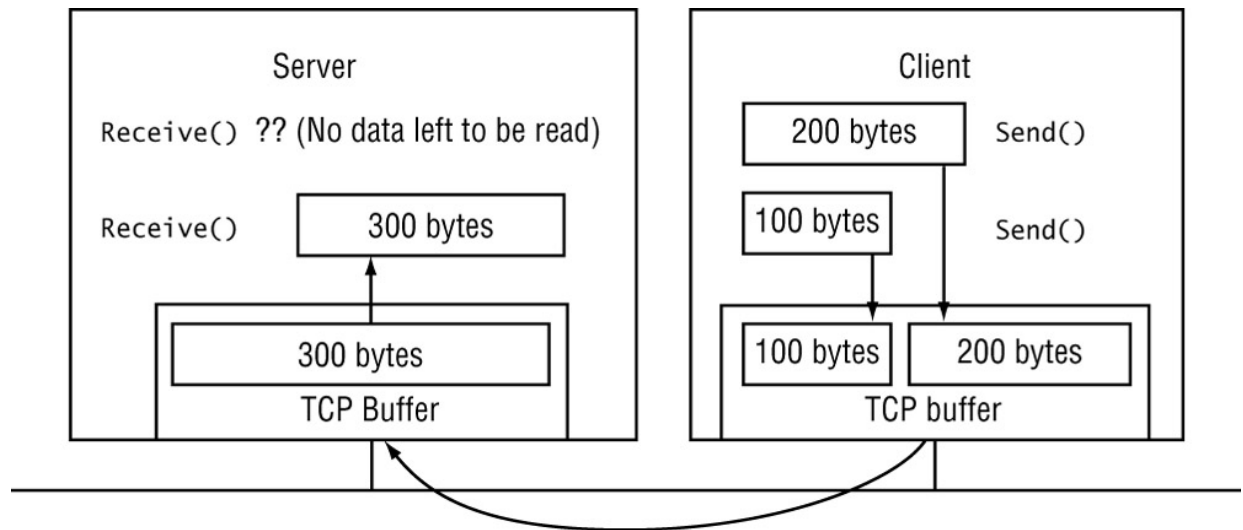 Server
Receive() ?? (No data left to be read)
Receive() 300 bytes
300 bytes
TCP Buffer
Client
200 bytes Send()
100 bytes Send()
100 bytes 200 bytes
TCP buffer